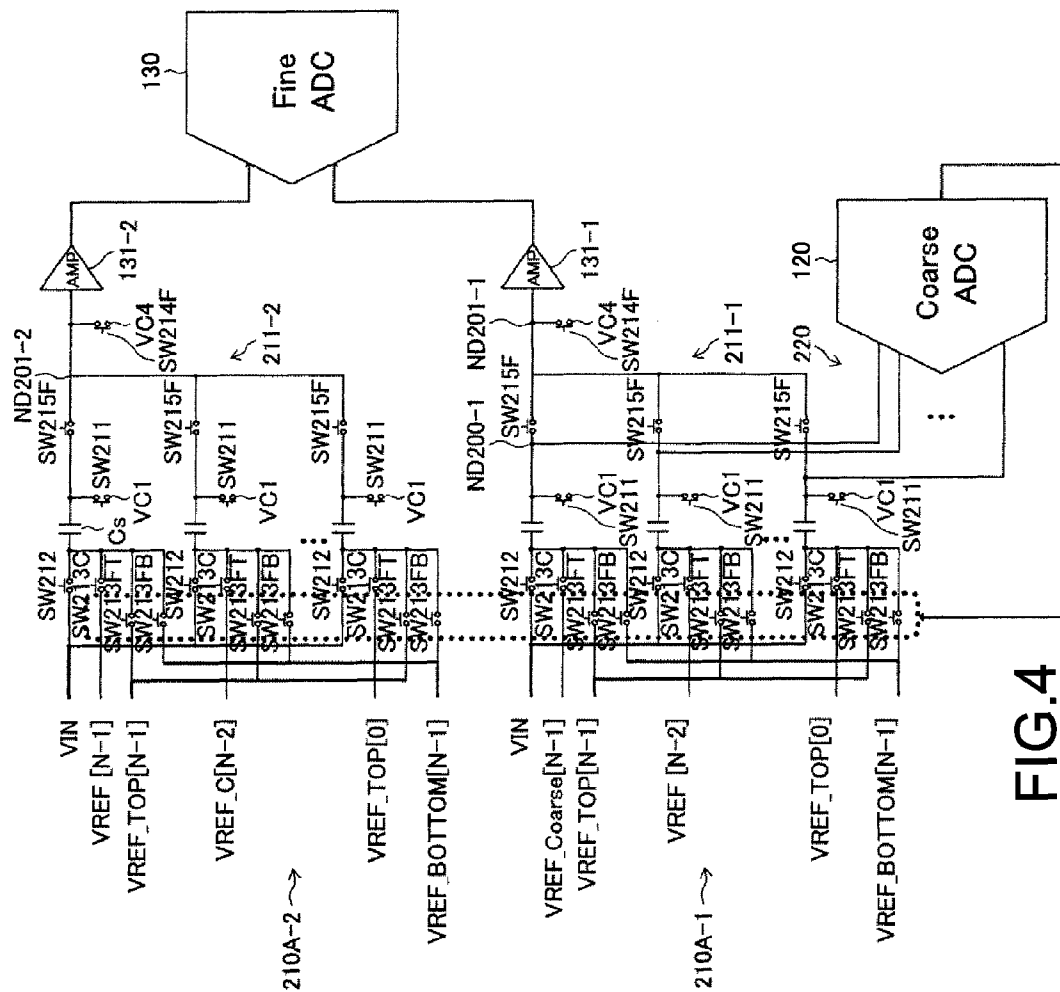 130
Fine
ADC
AMP
131-2
ND201-2
VC4
SW214F
211-2
SW215F
SW215F
SW215F
SW211
VC1
SW211
VC1
SW211
VC1
Cs
SW212
SW213C
SW213FT
SW213FB
SW212
SW213C
SW213FT
SW213FB
SW212
SW213C
SW213FT
SW213FB
VIN
VREF [N-1]
VREF_TOP[N-1]
VREF_C[N-2]
VREF_TOP[0]
VREF_BOTTOM[N-1]
210A-2
AMP
131-1
ND201-1
VC4
SW214F
211-1
ND200-1
SW215F
SW215F
SW215F
220
120
Coarse
ADC
VC1
SW211
VC1
SW211
VC1
SW211
SW212
SW213C
SW213FT
SW213FB
SW212
SW213C
SW213FT
SW213FB
SW212
SW213C
SW213FT
SW213FB
VIN
VREF_Coarse[N-1]
VREF_TOP[N-1]
VREF [N-2]
VREF_TOP[0]
VREF_BOTTOM[N-1]
210A-1
FIG.4